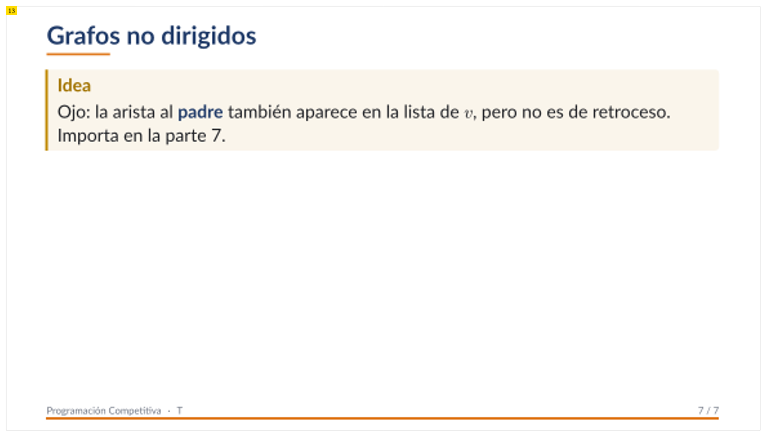 13
Grafos no dirigidos
Idea
Ojo: la arista al padre también aparece en la lista de v, pero no es de retroceso.
Importa en la parte 7.
Programación Competitiva · T
7 / 7